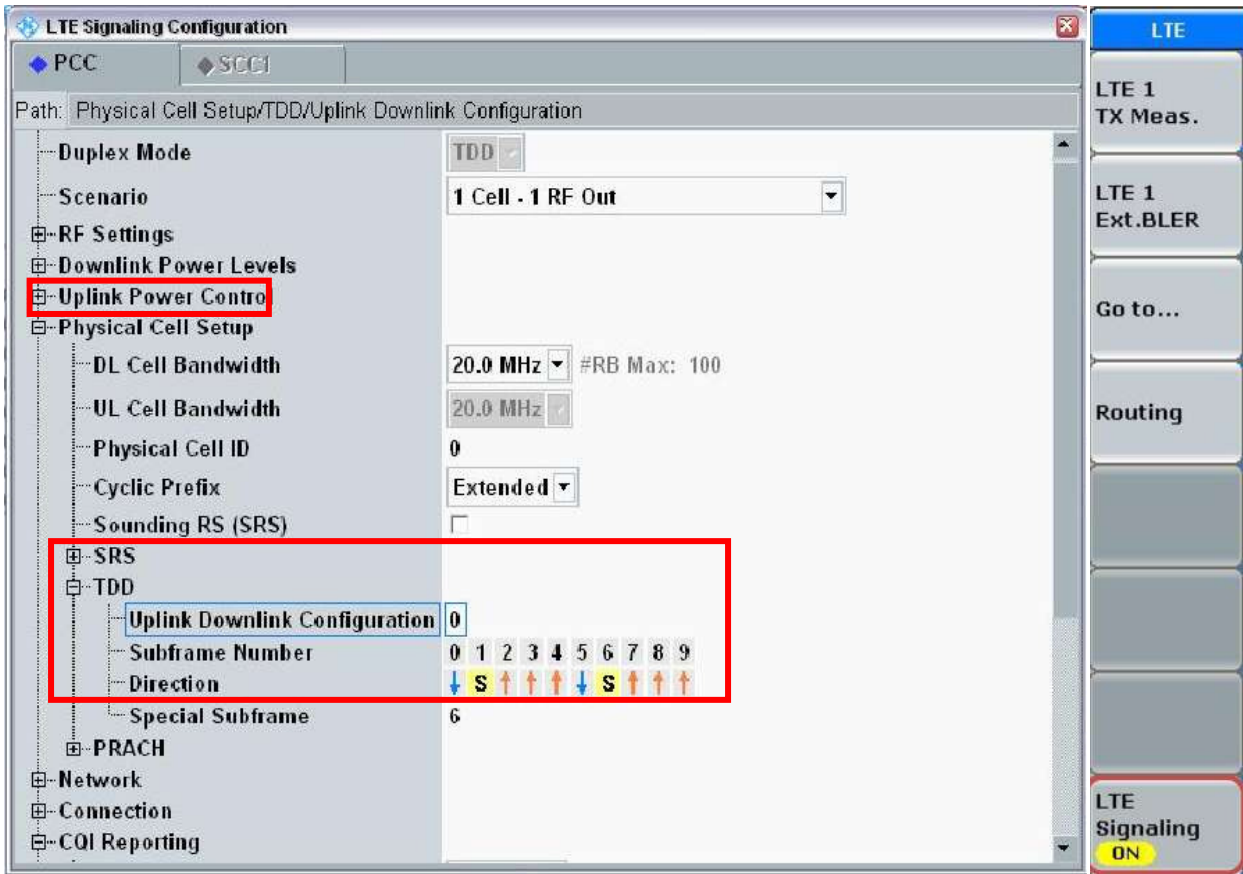 LTE Signaling Configuration
PCC SCC1
Path: Physical Cell Setup/TDD/Uplink Downlink Configuration
Duplex Mode TDD
Scenario 1 Cell - 1 RF Out
RF Settings
Downlink Power Levels
Uplink Power Control
Physical Cell Setup
DL Cell Bandwidth 20.0 MHz #RB Max: 100
UL Cell Bandwidth 20.0 MHz
Physical Cell ID 0
Cyclic Prefix Extended
Sounding RS (SRS)
SRS
TDD
Uplink Downlink Configuration 0
Subframe Number 0 1 2 3 4 5 6 7 8 9
Direction ↓ S ↑ ↑ ↑ ↓ S ↑ ↑ ↑
Special Subframe 6
PRACH
Network
Connection
CQI Reporting
LTE
LTE 1
TX Meas.
LTE 1
Ext.BLER
Go to...
Routing
LTE
Signaling
ON